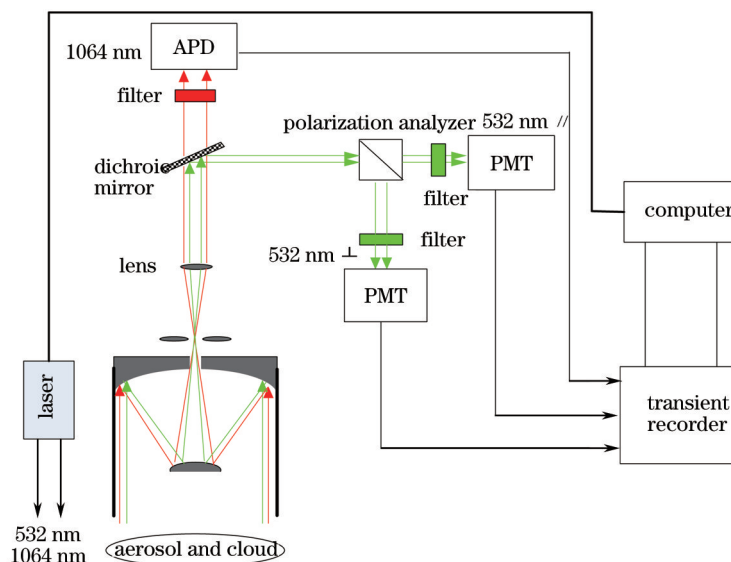 APD
1064 nm
filter
polarization analyzer
532 nm //
dichroic
mirror
PMT
filter
computer
filter
532 nm ⊥
lens
PMT
laser
transient
recorder
532 nm
1064 nm
aerosol and cloud